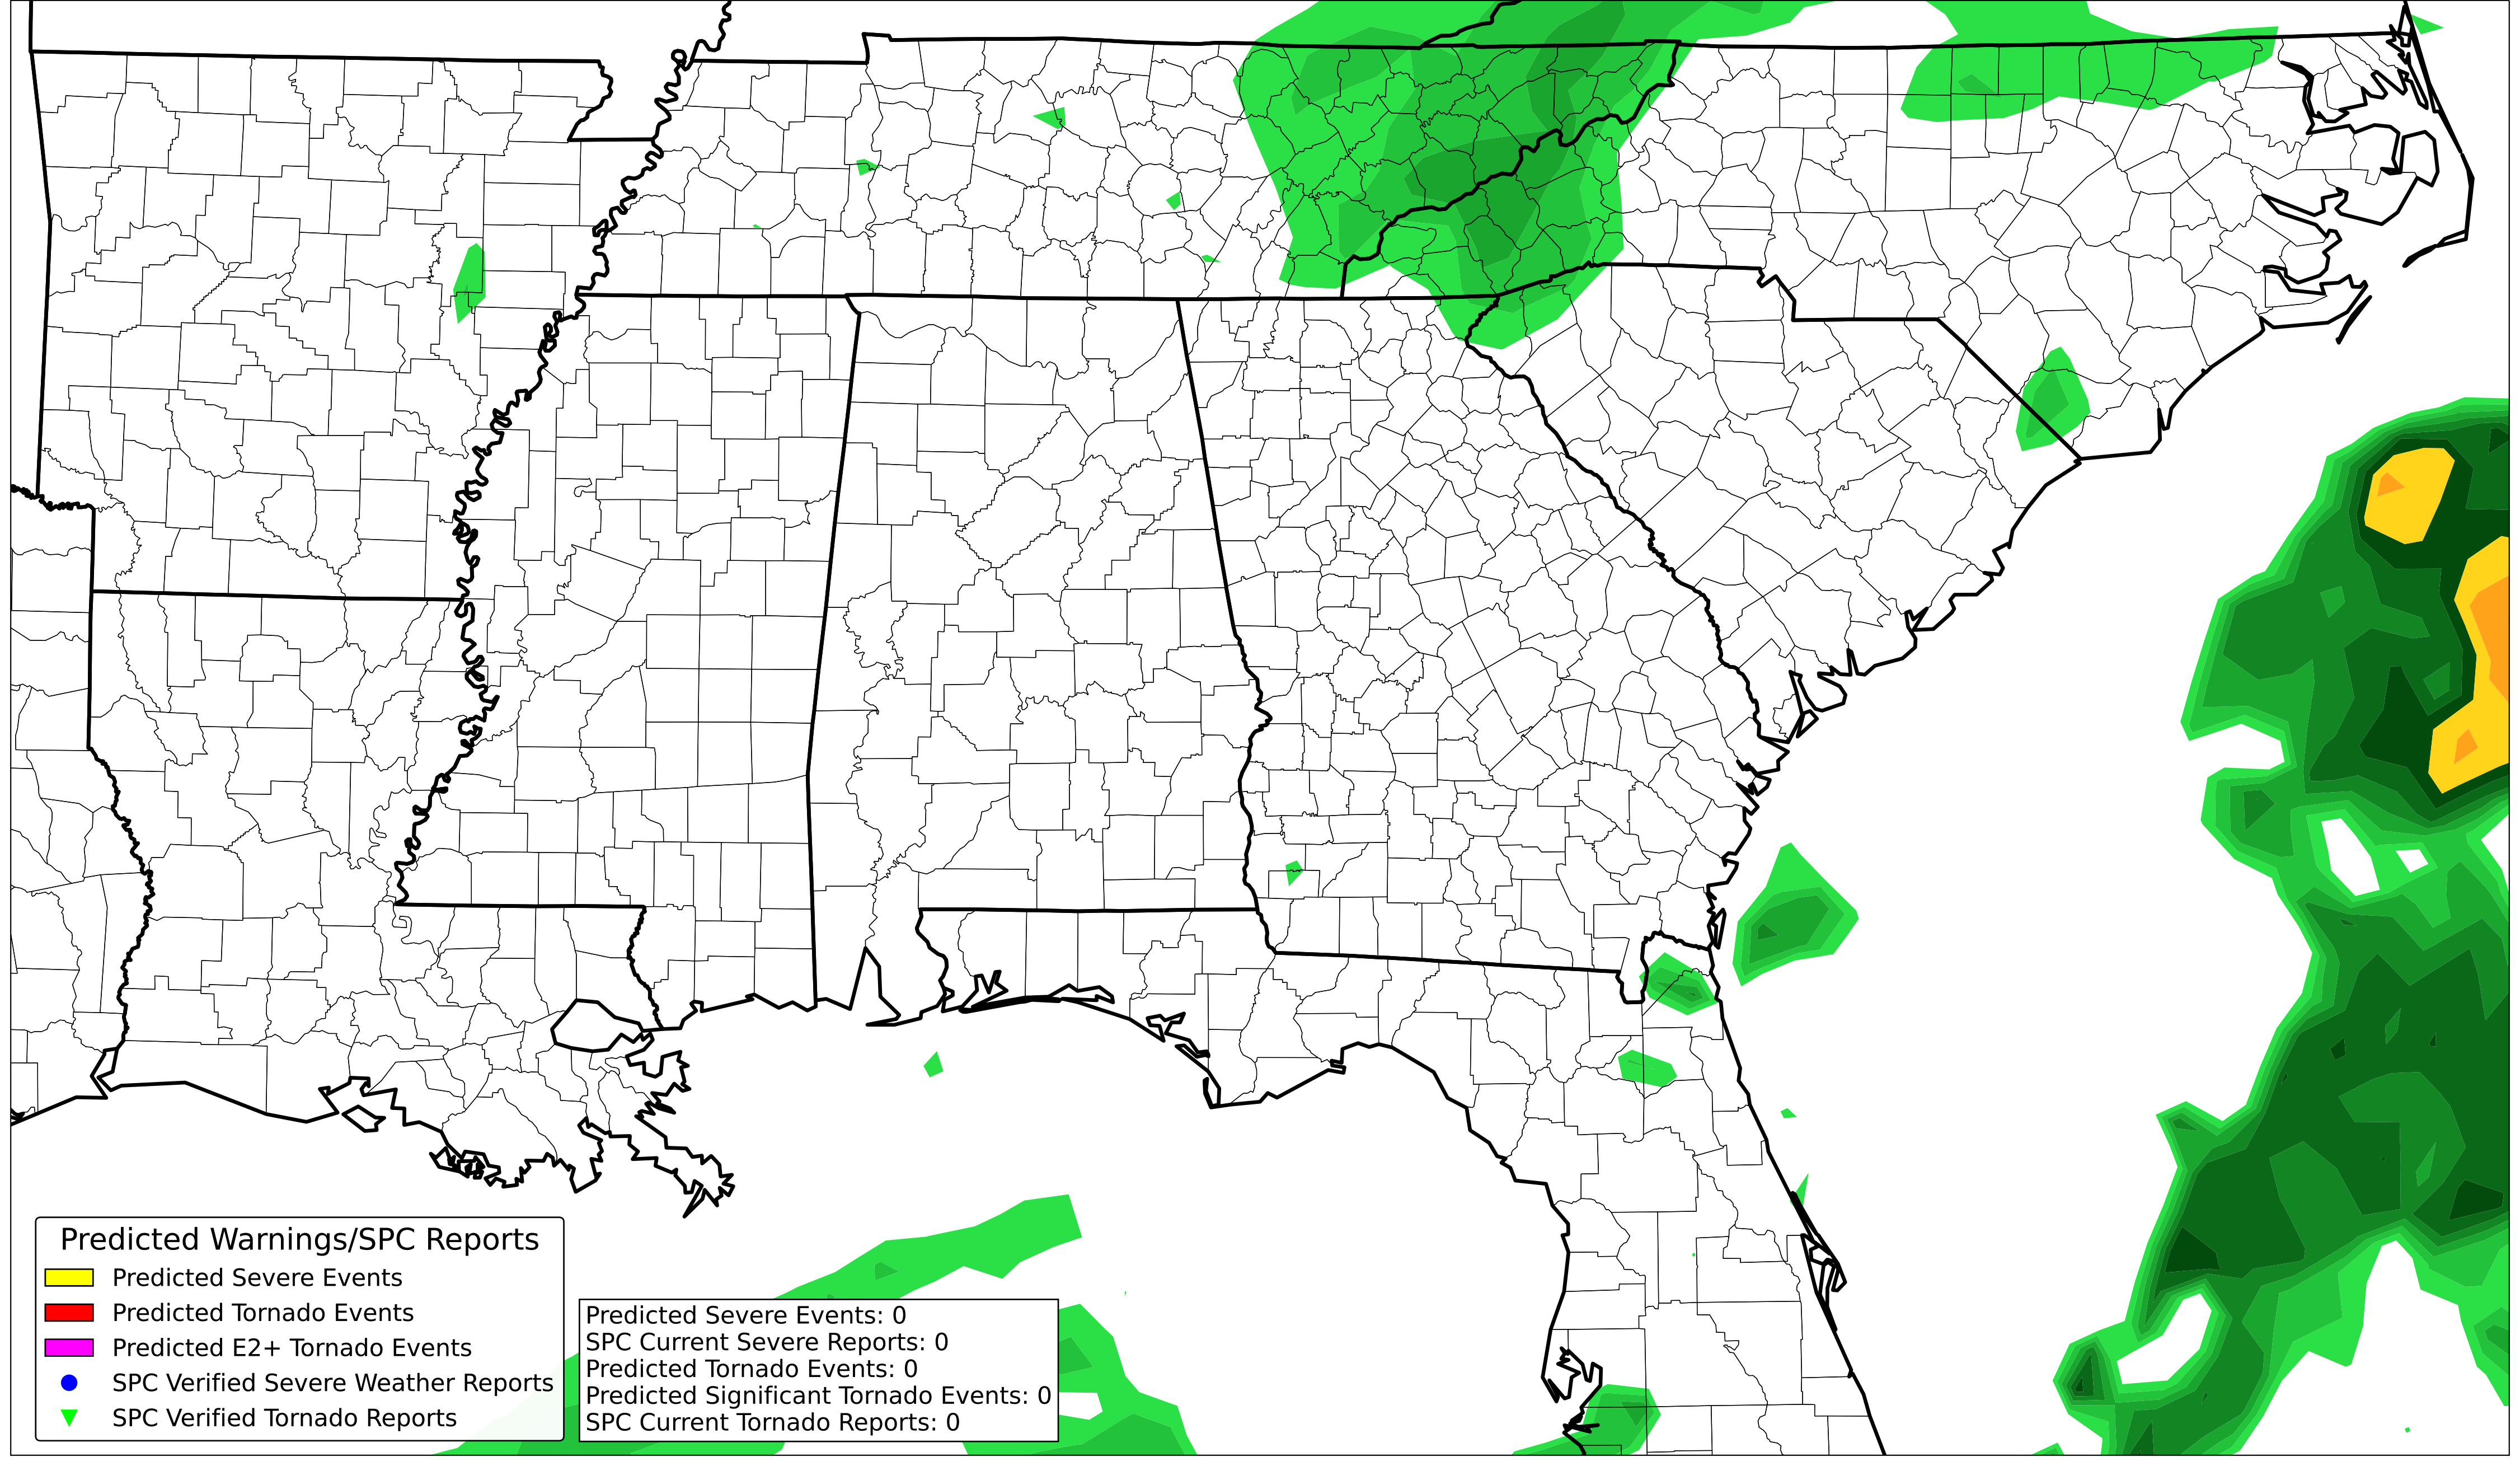 Predicted Warnings/SPC Reports
Predicted Severe Events
Predicted Tornado Events
Predicted E2+ Tornado Events
SPC Verified Severe Weather Reports
SPC Verified Tornado Reports
Predicted Severe Events: 0
SPC Current Severe Reports: 0
Predicted Tornado Events: 0
Predicted Significant Tornado Events: 0
SPC Current Tornado Reports: 0